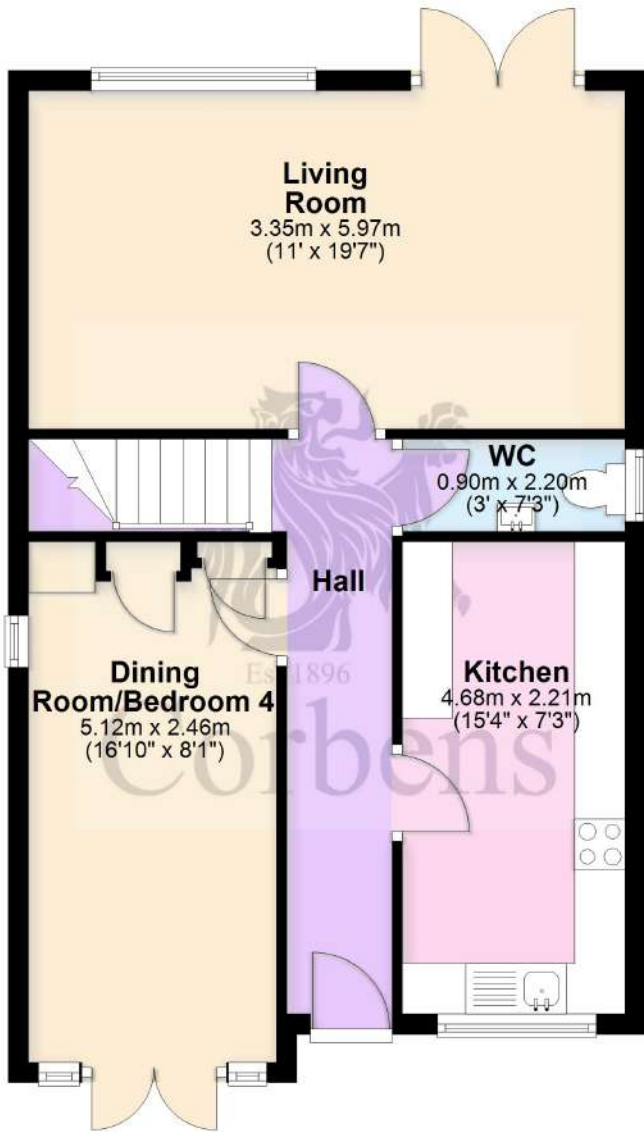 Living
Room
3.35m x 5.97m
(11' x 19'7")
WC
0.90m x 2.20m
(3' x 7'3")
Hall
Dining
Room/Bedroom 4
5.12m x 2.46m
(16'10" x 8'1")
Kitchen
4.68m x 2.21m
(15'4" x 7'3")
Est 1896
Corbens